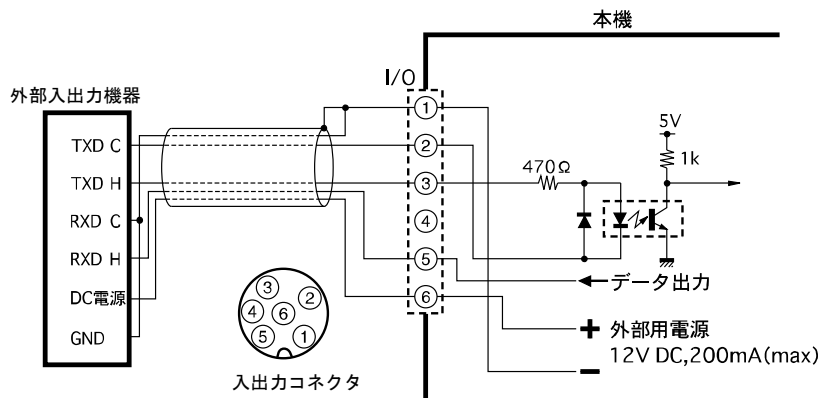 本機
I/O
外部入出力機器
TXD C
TXD H
RXD C
RXD H
DC電源
GND
1
2
3
4
5
6
470Ω
5V
1k
データ出力
+ 外部用電源
12V DC,200mA(max)
−
3
2
4
6
5
1
入出力コネクタ